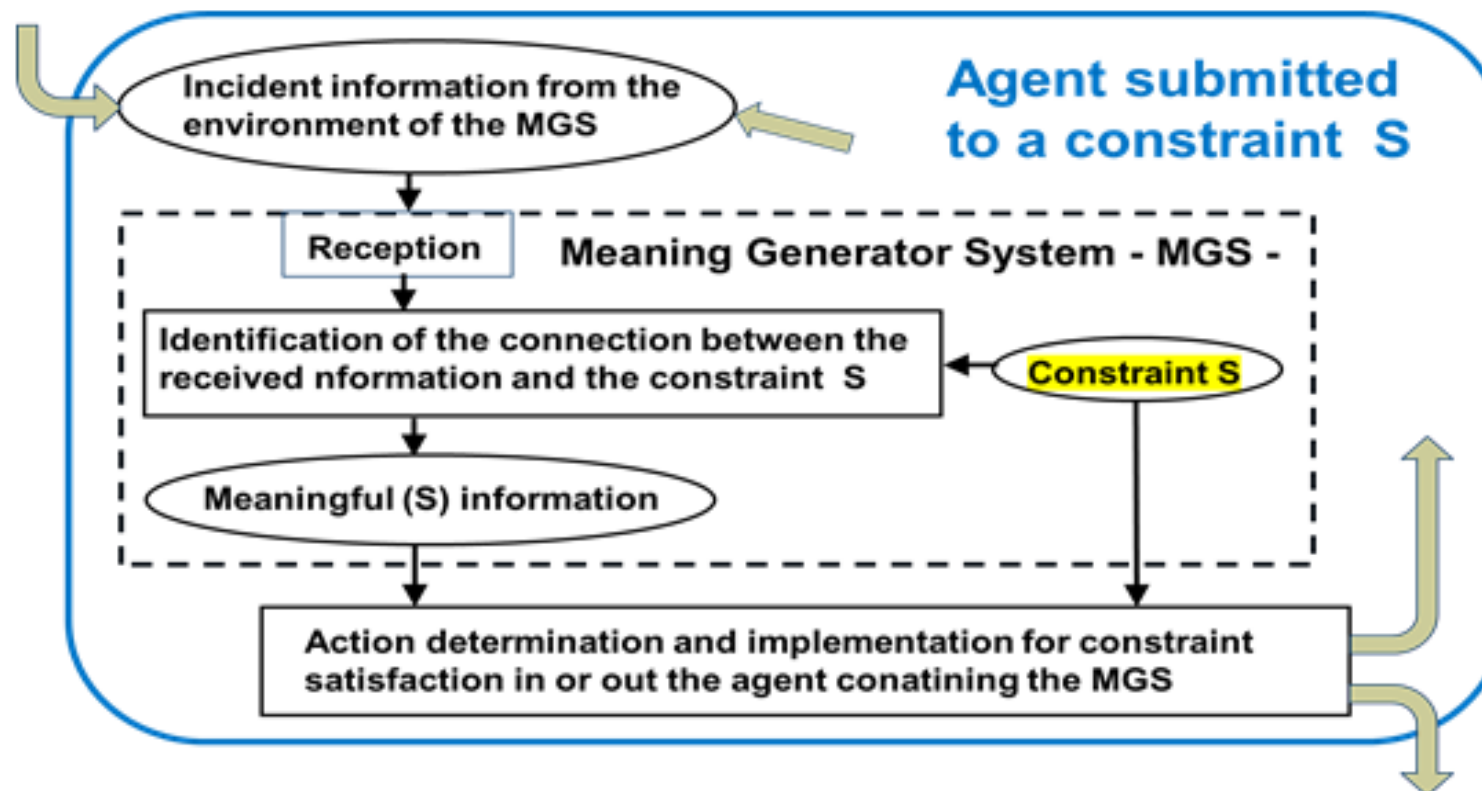 Incident information from the
environment of the MGS
Agent submitted
to a constraint S
Reception
Meaning Generator System - MGS -
Identification of the connection between the
received nformation and the constraint S
Constraint S
Meaningful (S) information
Action determination and implementation for constraint
satisfaction in or out the agent conatining the MGS